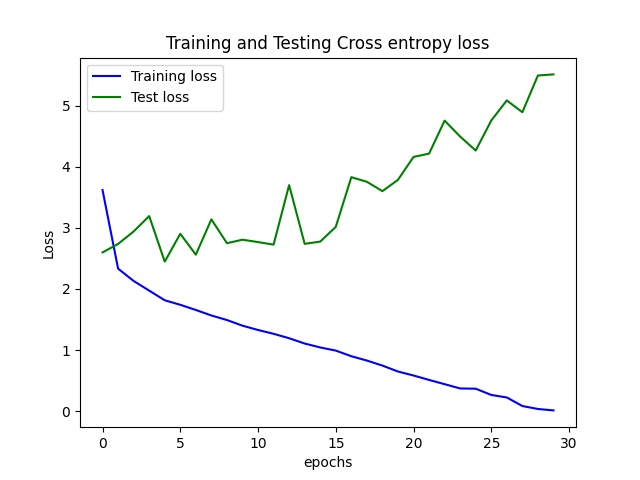 Training and Testing Cross entropy loss
Training loss
Test loss
Loss
5
4
3
2
1
0
0 5 10 15 20 25 30
epochs